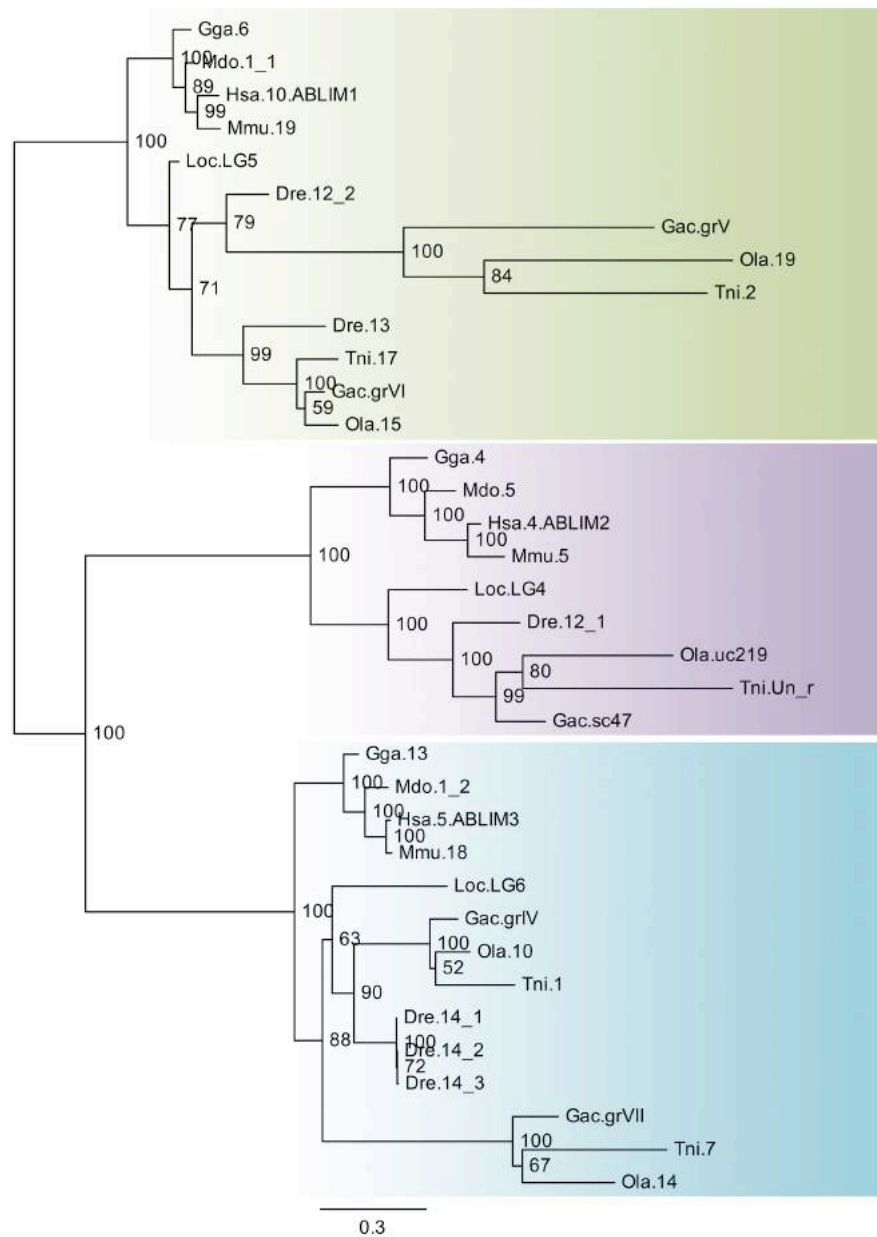 Gga.6
100
Mdo.1_1
89
Hsa.10.ABLIM1
99
Mmu.19
100
Loc.LG5
Dre.12_2
77
79
Gac.grV
100
Ola.19
84
71
Tni.2
Dre.13
99
Tni.17
100
Gac.grVI
59
Ola.15
Gga.4
100
Mdo.5
100
Hsa.4.ABLIM2
100
Mmu.5
100
Loc.LG4
Dre.12_1
100
Ola.uc219
100
80
Tni.Un_r
99
Gac.sc47
100
Gga.13
100
Mdo.1_2
100
Hsa.5.ABLIM3
100
Mmu.18
Loc.LG6
100
Gac.grIV
63
100
Ola.10
52
Tni.1
90
Dre.14_1
88
100
Dre.14_2
72
Dre.14_3
Gac.grVII
100
Tni.7
67
Ola.14
0.3